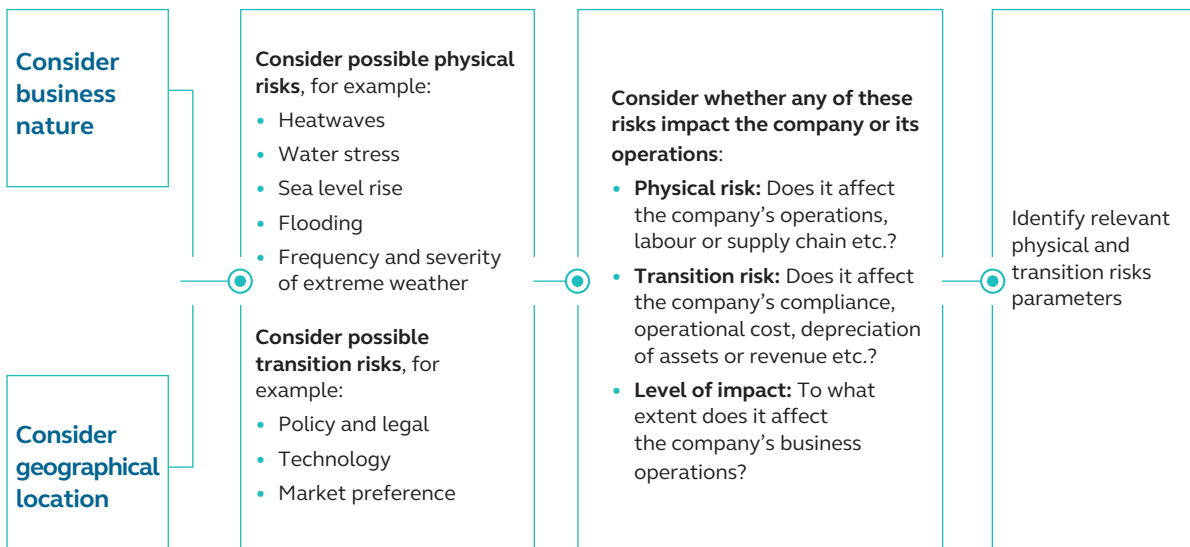 Consider
business
nature
Consider
geographical
location
Consider possible physical
risks, for example:
• Heatwaves
• Water stress
• Sea level rise
• Flooding
• Frequency and severity
of extreme weather
Consider possible
transition risks, for
example:
• Policy and legal
• Technology
• Market preference
Consider whether any of these
risks impact the company or its
operations:
• Physical risk: Does it affect
the company’s operations,
labour or supply chain etc.?
• Transition risk: Does it affect
the company’s compliance,
operational cost, depreciation
of assets or revenue etc.?
• Level of impact: To what
extent does it affect
the company’s business
operations?
Identify relevant
physical and
transition risks
parameters